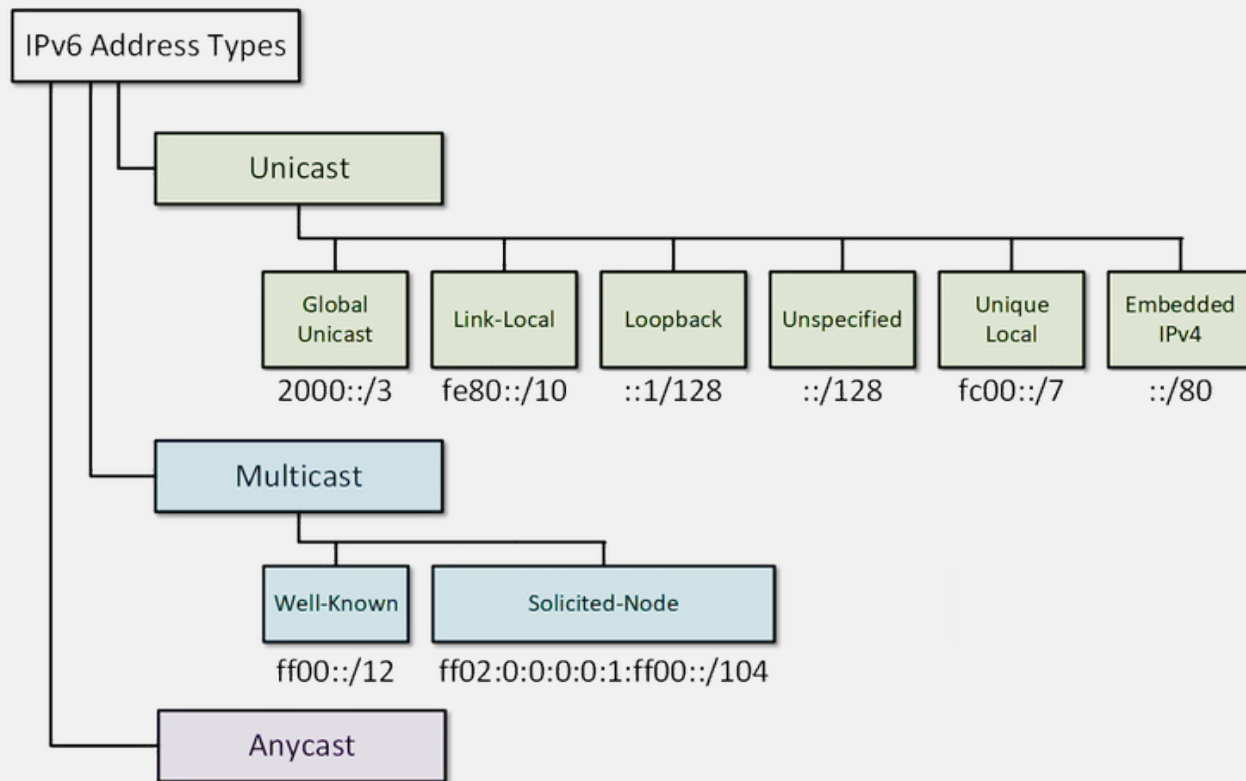 IPv6 Address Types
Unicast
Global
Unicast
Link-Local
Loopback
Unspecified
Unique
Local
Embedded
IPv4
2000::/3
fe80::/10
::1/128
::/128
fc00::/7
::/80
Multicast
Well-Known
Solicited-Node
ff00::/12
ff02:0:0:0:0:1:ff00::/104
Anycast